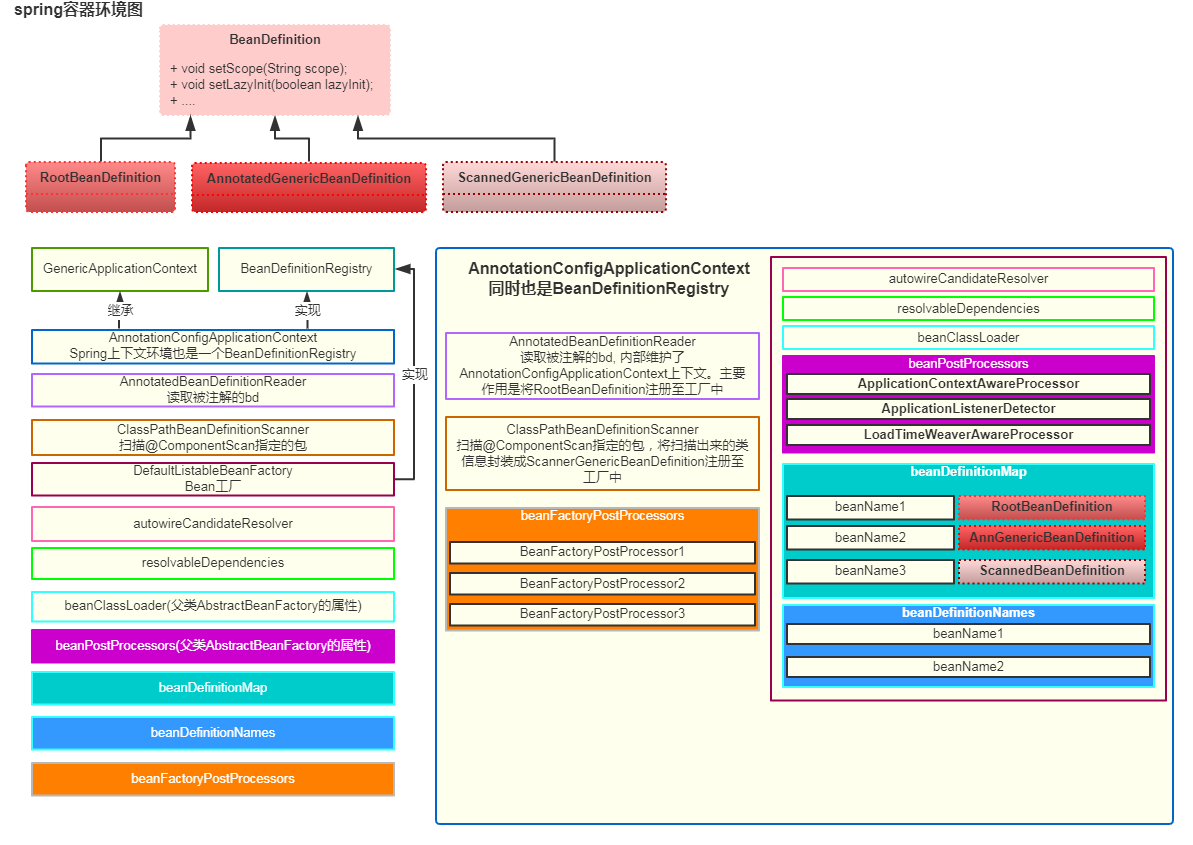 spring容器环境图
BeanDefinition
+ void setScope(String scope);
+ void setLazyInit(boolean lazyInit);
+ ....
RootBeanDefinition
AnnotatedGenericBeanDefinition
ScannedGenericBeanDefinition
GenericApplicationContext
BeanDefinitionRegistry
继承
实现
AnnotationConfigApplicationContext
Spring上下文环境也是一个BeanDefinitionRegistry
实现
AnnotatedBeanDefinitionReader
读取被注解的bd
ClassPathBeanDefinitionScanner
扫描@ComponentScan指定的包
DefaultListableBeanFactory
Bean工厂
autowireCandidateResolver
resolvableDependencies
beanClassLoader(父类AbstractBeanFactory的属性)
beanPostProcessors(父类AbstractBeanFactory的属性)
beanDefinitionMap
beanDefinitionNames
beanFactoryPostProcessors
AnnotationConfigApplicationContext
同时也是BeanDefinitionRegistry
AnnotatedBeanDefinitionReader
读取被注解的bd, 内部维护了
AnnotationConfigApplicationContext上下文。主要
作用是将RootBeanDefinition注册至工厂中
ClassPathBeanDefinitionScanner
扫描@ComponentScan指定的包，将扫描出来的类
信息封装成ScannerGenericBeanDefinition注册至
工厂中
beanFactoryPostProcessors
BeanFactoryPostProcessor1
BeanFactoryPostProcessor2
BeanFactoryPostProcessor3
autowireCandidateResolver
resolvableDependencies
beanClassLoader
beanPostProcessors
ApplicationContextAwareProcessor
ApplicationListenerDetector
LoadTimeWeaverAwareProcessor
beanDefinitionMap
beanName1 RootBeanDefinition
beanName2 AnnGenericBeanDefinition
beanName3 ScannedBeanDefinition
beanDefinitionNames
beanName1
beanName2